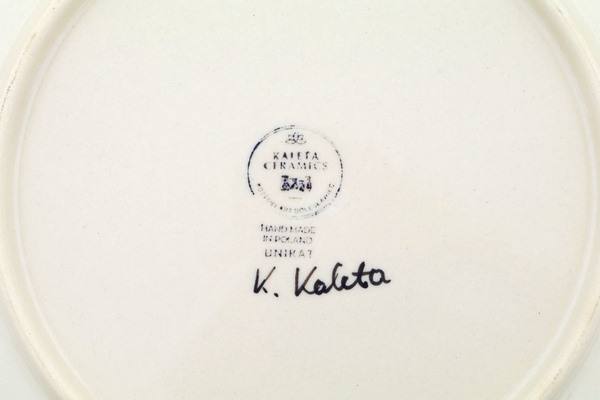 KALETA
CERAMICS
HAND MADE
IN POLAND
UNIKAT
K. Kaleta